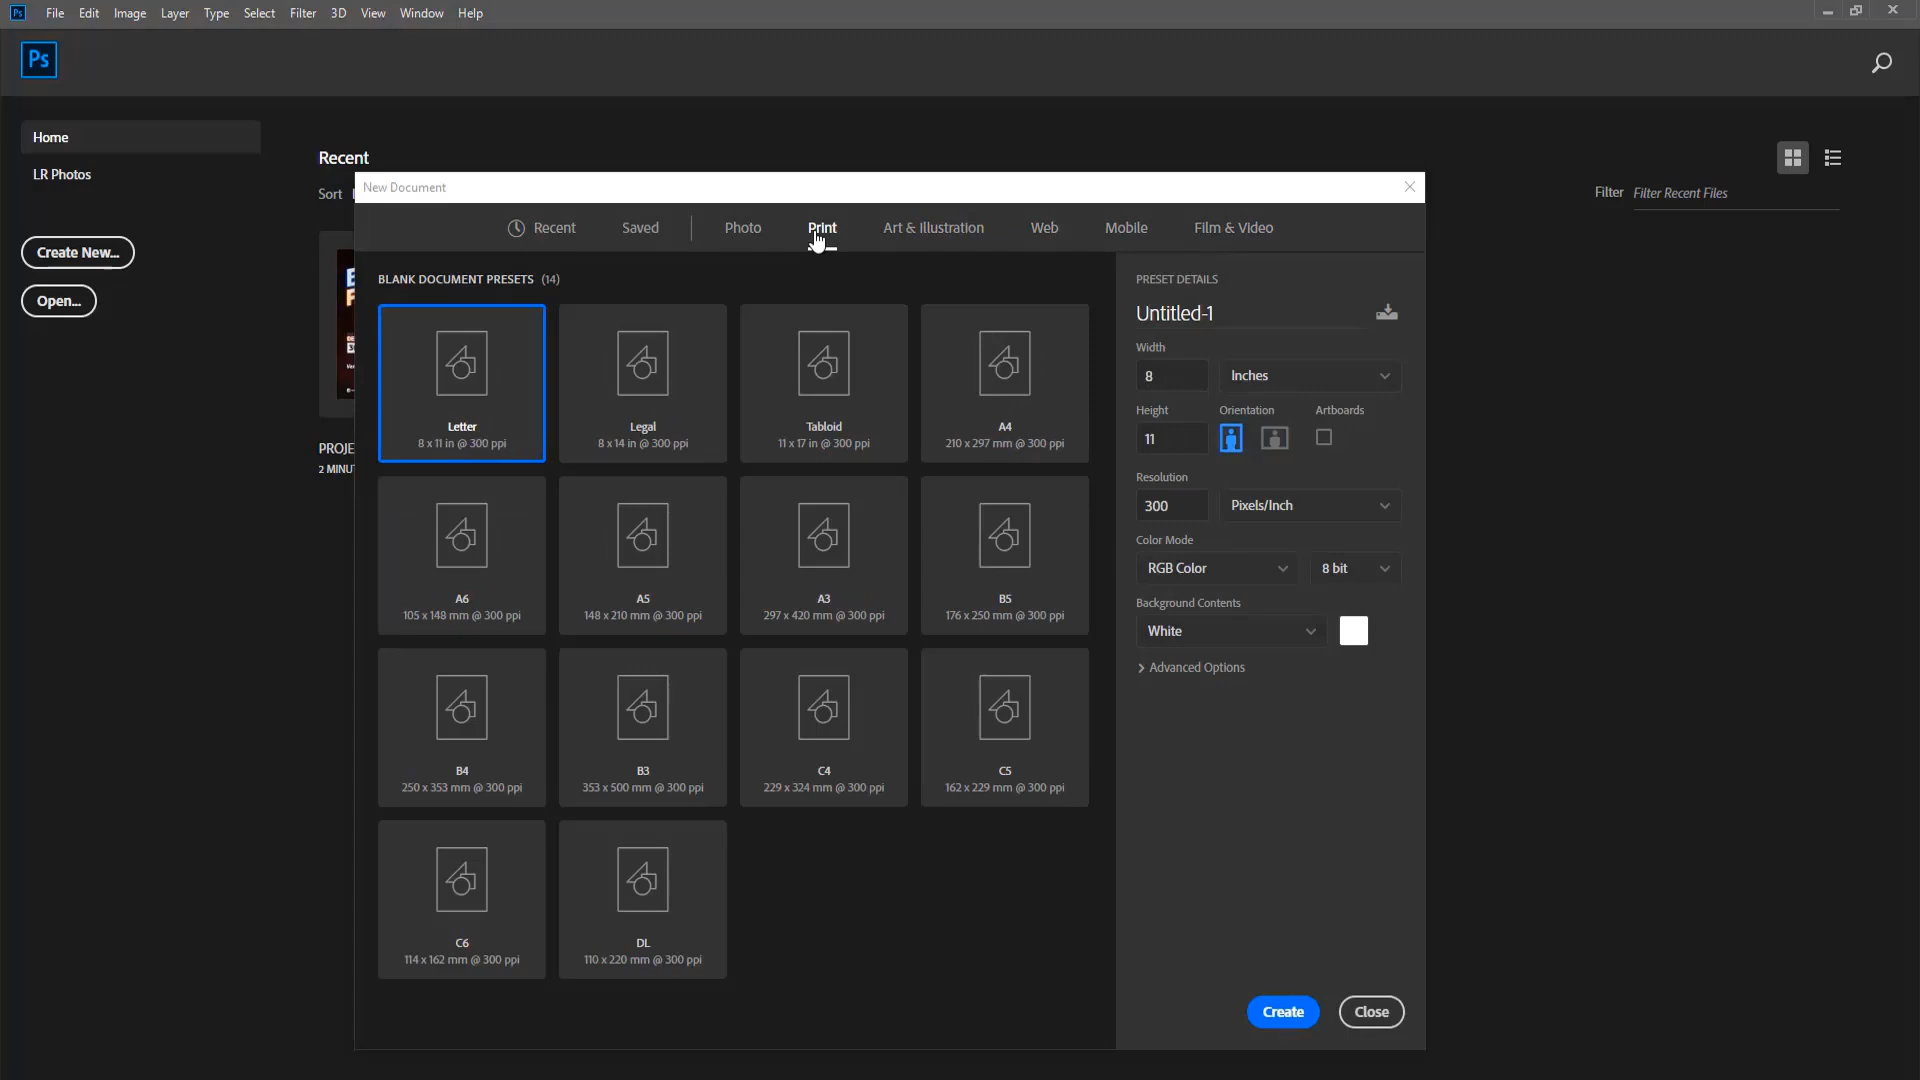 Ps File Edit Image Layer Type Select Filter 3D View Window Help
Ps
Home
LR Photos
Create New...
Open...
Recent
Sort
Filter Filter Recent Files
PROJE
2 MINUT
New Document
Recent Saved Photo Print Art & Illustration Web Mobile Film & Video
BLANK DOCUMENT PRESETS (14)
Letter
8 x 11 in @ 300 ppi
Legal
8 x 14 in @ 300 ppi
Tabloid
11 x 17 in @ 300 ppi
A4
210 x 297 mm @ 300 ppi
A6
105 x 148 mm @ 300 ppi
A5
148 x 210 mm @ 300 ppi
A3
297 x 420 mm @ 300 ppi
B5
176 x 250 mm @ 300 ppi
B4
250 x 353 mm @ 300 ppi
B3
353 x 500 mm @ 300 ppi
C4
229 x 324 mm @ 300 ppi
C5
162 x 229 mm @ 300 ppi
C6
114 x 162 mm @ 300 ppi
DL
110 x 220 mm @ 300 ppi
PRESET DETAILS
Untitled-1
Width
8 Inches
Height Orientation Artboards
11
Resolution
300 Pixels/Inch
Color Mode
RGB Color 8 bit
Background Contents
White
Advanced Options
Create Close